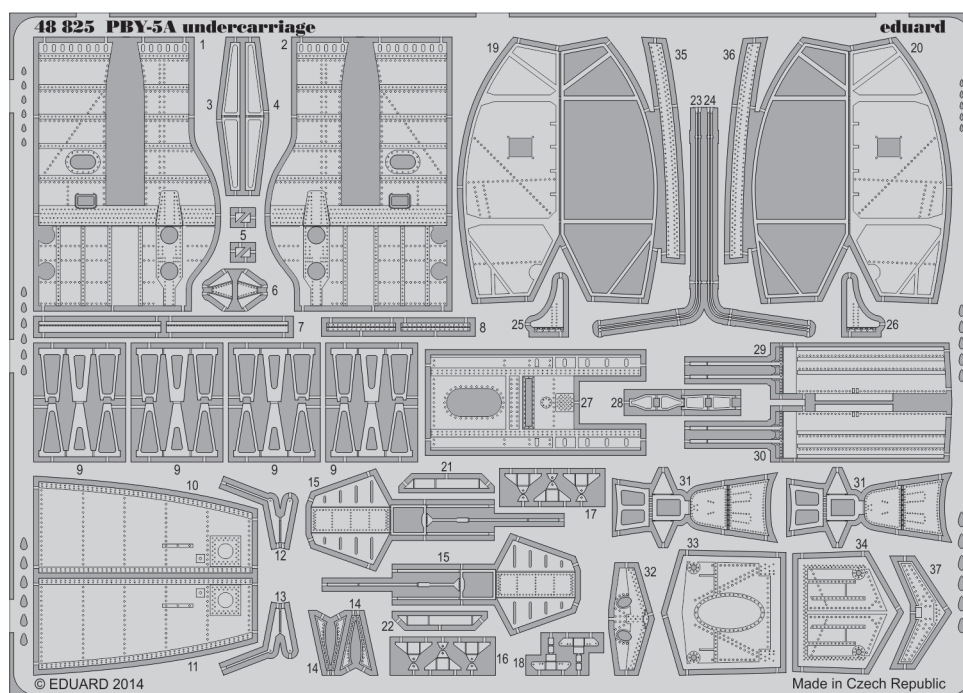 48 825 PBY-5A undercarriage eduard
1 2 19 35 36 20
3 4 23 24
5
6
25 26
7 8
29
27 28
30
9 9 9 9
10 15 21 31 31
17
12
15 33 34
32 37
13 14
22
14 16 18
11
© EDUARD 2014 Made in Czech Republic